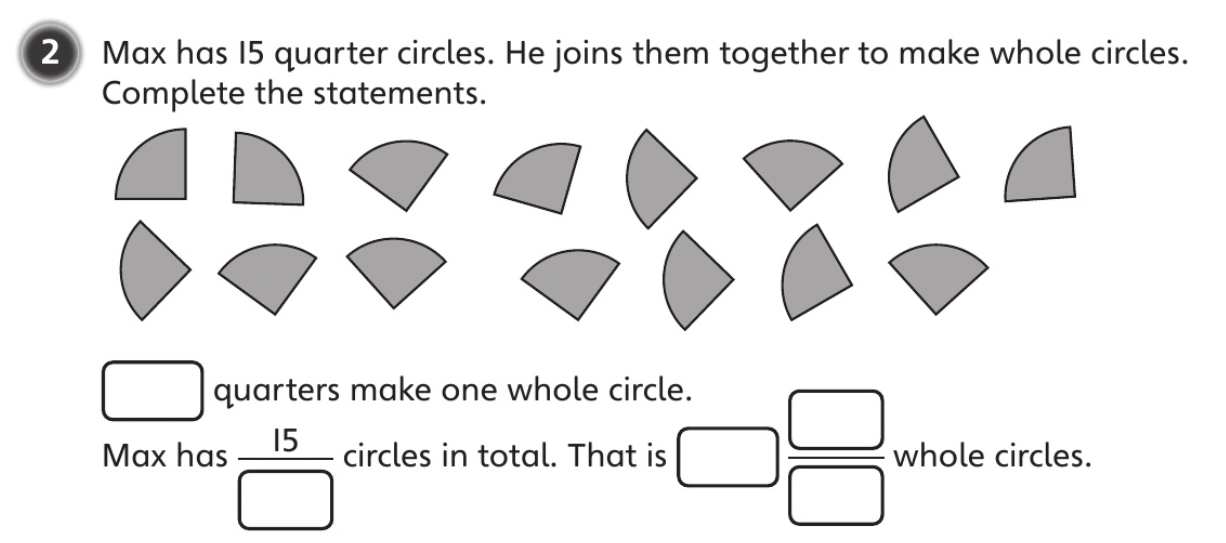 2 Max has 15 quarter circles. He joins them together to make whole circles.
Complete the statements.
quarters make one whole circle.
Max has 15 circles in total. That is whole circles.